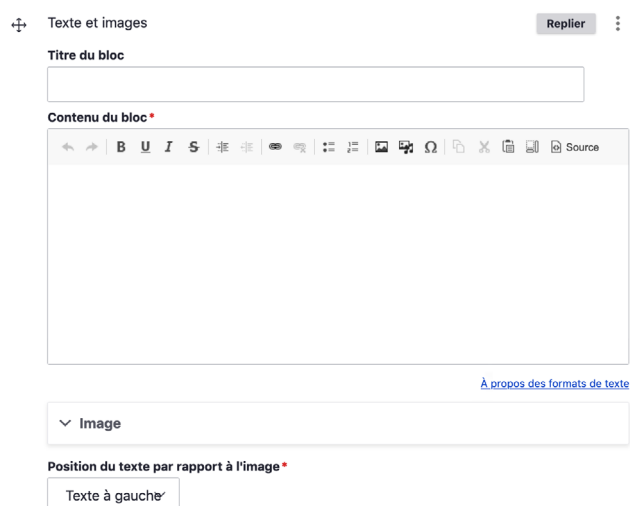 Texte et images
Replier
Titre du bloc
Contenu du bloc*
B U I S Ω Source
À propos des formats de texte
Image
Position du texte par rapport à l'image*
Texte à gauche